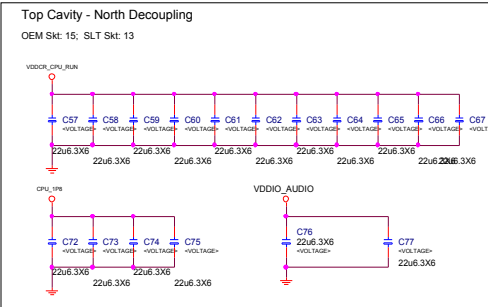 Top Cavity - North Decoupling
OEM Skt: 15; SLT Skt: 13
VDDCR_CPU_RUN
C57 C58 C59 C60 C61 C62 C63 C64 C65 C66 C67
<VOLTAGE> <VOLTAGE> <VOLTAGE> <VOLTAGE> <VOLTAGE> <VOLTAGE> <VOLTAGE> <VOLTAGE> <VOLTAGE> <VOLTAGE> <VOLT
22u6.3X6 22u6.3X6 22u6.3X6 22u6.3X6 22u6.3X6 22u6.3X6
22u6.3X6 22u6.3X6 22u6.3X6 22u6.3X6 22u6.3X6
CPU_1P8
VDDIO_AUDIO
C72 C73 C74 C75
<VOLTAGE> <VOLTAGE> <VOLTAGE> <VOLTAGE>
22u6.3X6 22u6.3X6
22u6.3X6 22u6.3X6
C76
22u6.3X6
<VOLTAGE>
C77
<VOLTAGE>
22u6.3X6